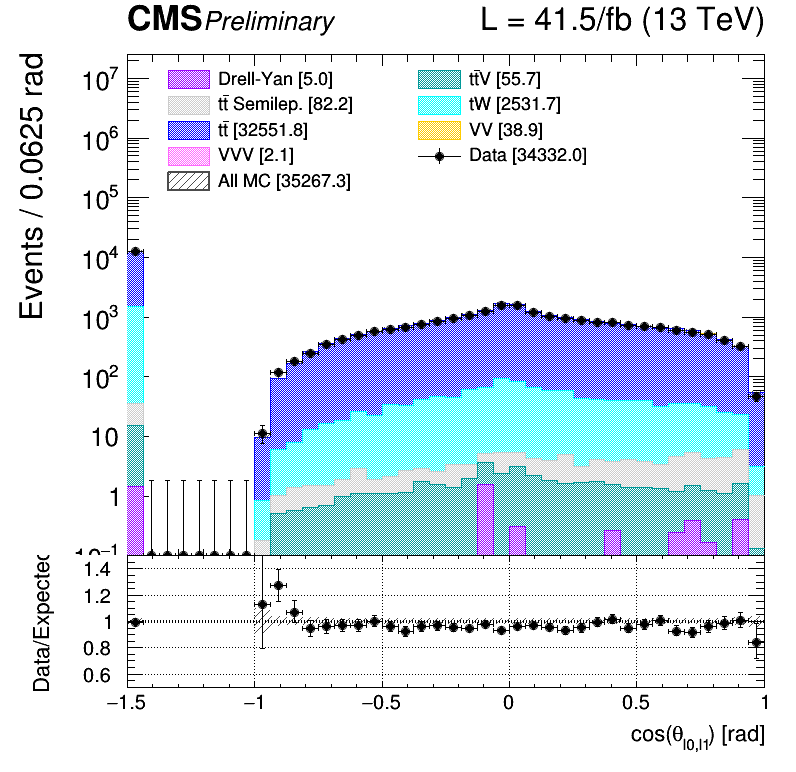 CMS Preliminary L = 41.5/fb (13 TeV)
Events / 0.0625 rad
10⁷
10⁶
10⁵
10⁴
10³
10²
10
1
10⁻¹
Drell-Yan [5.0]
tt̄ Semilep. [82.2]
tt̄ [32551.8]
VVV [2.1]
All MC [35267.3]
tt̄V [55.7]
tW [2531.7]
VV [38.9]
Data [34332.0]
Data/Expected
1.4
1.2
1
0.8
0.6
−1.5 −1 −0.5 0 0.5 1
cos(θ_l0,l1) [rad]